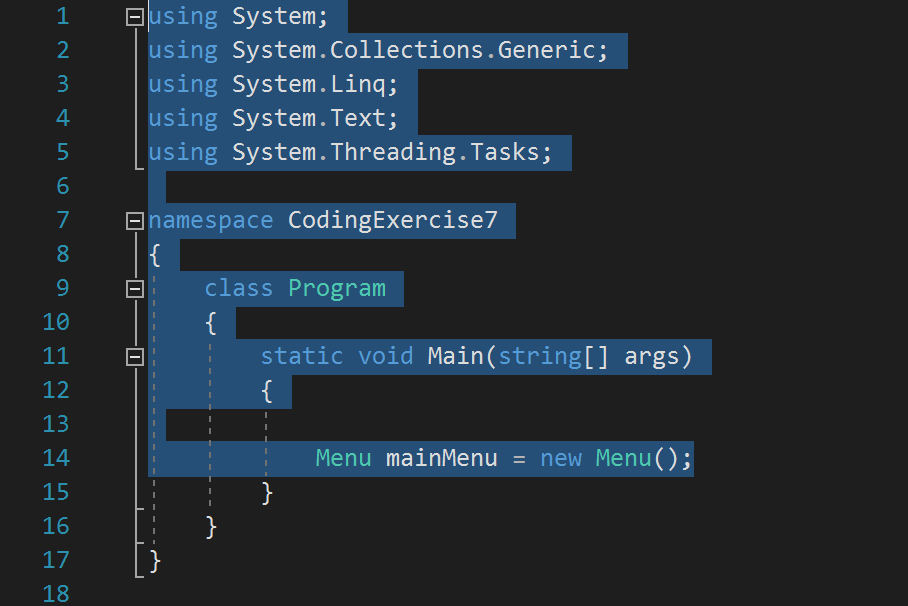 1 using System;
2 using System.Collections.Generic;
3 using System.Linq;
4 using System.Text;
5 using System.Threading.Tasks;
6
7 namespace CodingExercise7
8 {
9     class Program
10     {
11         static void Main(string[] args)
12         {
13
14             Menu mainMenu = new Menu();
15         }
16     }
17 }
18